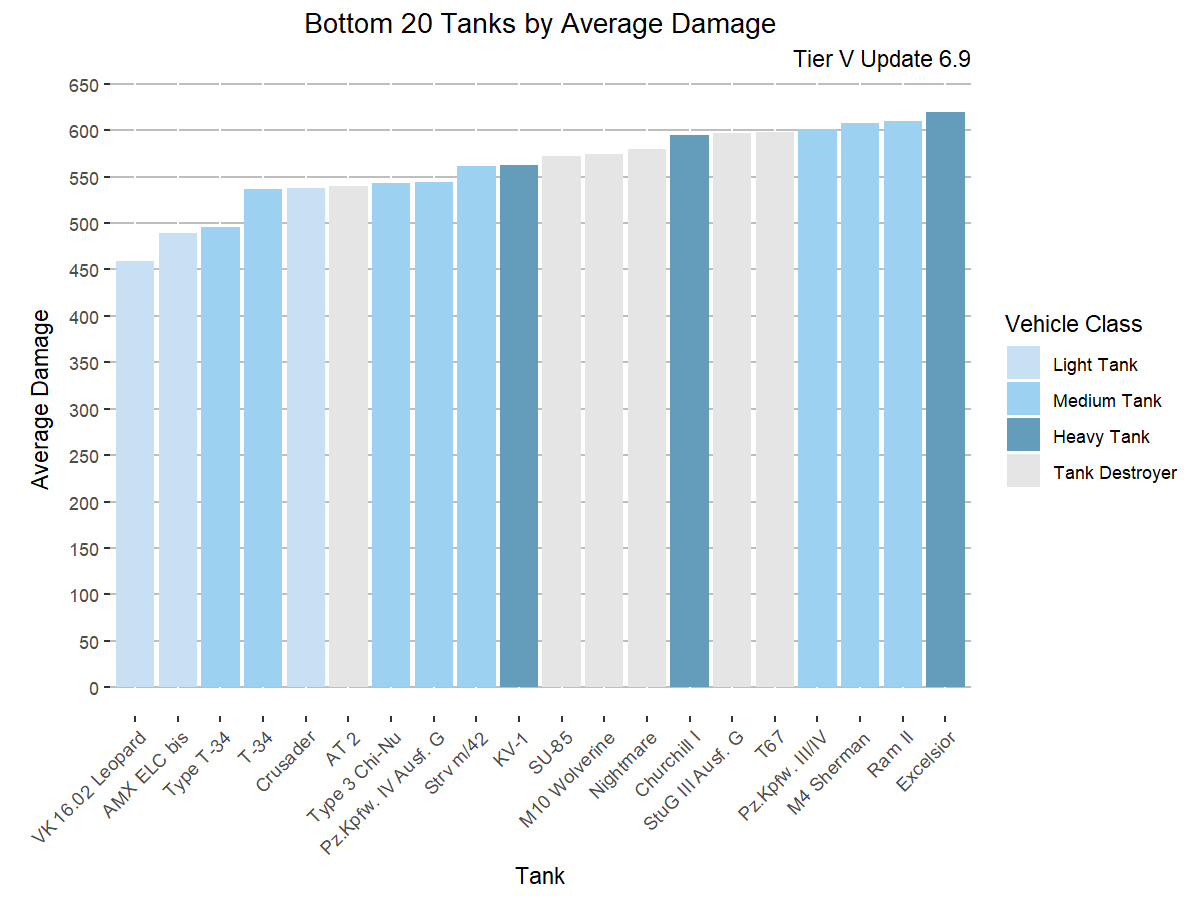 Bottom 20 Tanks by Average Damage
Tier V Update 6.9
Average Damage
650
600
550
500
450
400
350
300
250
200
150
100
50
0
VK 16.02 Leopard
AMX ELC bis
Type T-34
T-34
Crusader
AT 2
Type 3 Chi-Nu
Pz.Kpfw. IV Ausf. G
Strv m/42
KV-1
SU-85
M10 Wolverine
Nightmare
Churchill I
StuG III Ausf. G
T67
Pz.Kpfw. III/IV
M4 Sherman
Ram II
Excelsior
Tank
Vehicle Class
Light Tank
Medium Tank
Heavy Tank
Tank Destroyer